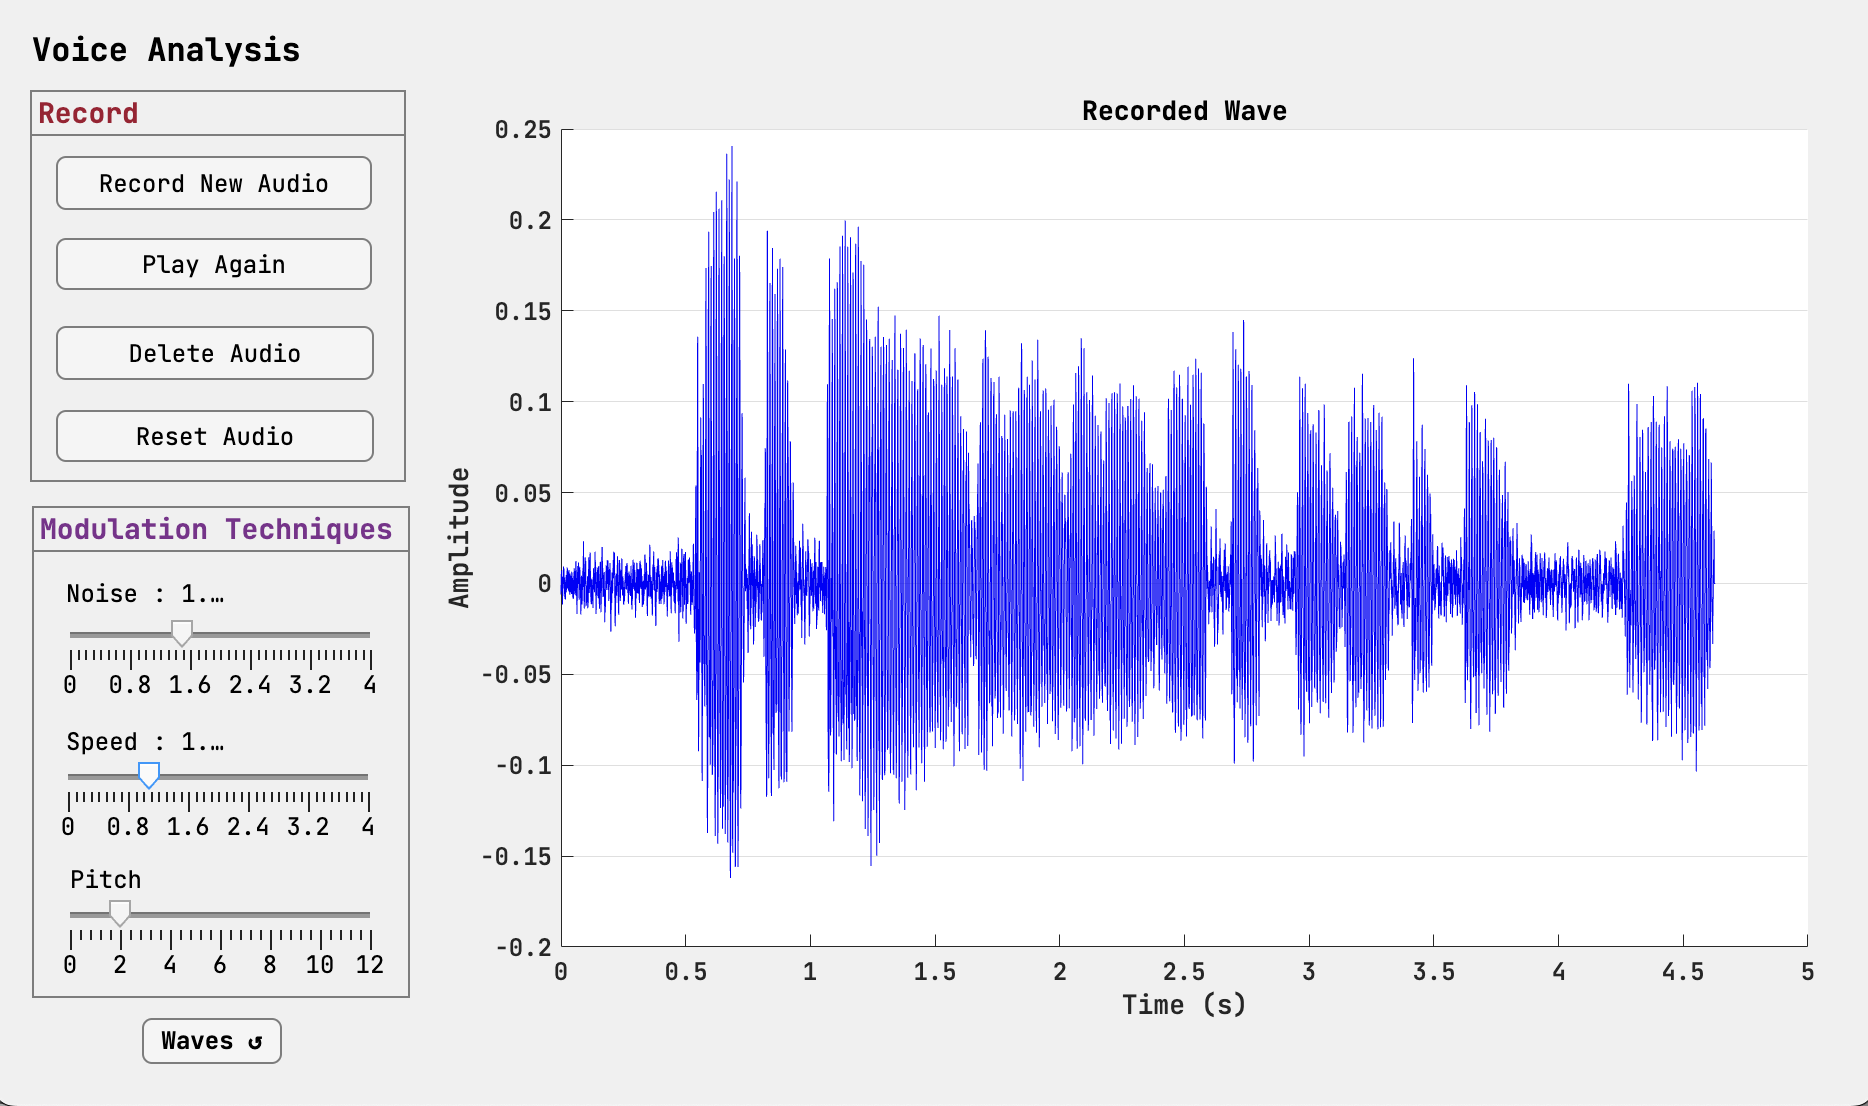 Voice Analysis
Record
Record New Audio
Play Again
Delete Audio
Reset Audio
Modulation Techniques
Noise : 1.…
0 0.8 1.6 2.4 3.2 4
Speed : 1.…
0 0.8 1.6 2.4 3.2 4
Pitch
0 2 4 6 8 10 12
Waves ↺
Recorded Wave
0.25
0.2
0.15
0.1
0.05
0
-0.05
-0.1
-0.15
-0.2
Amplitude
0 0.5 1 1.5 2 2.5 3 3.5 4 4.5 5
Time (s)